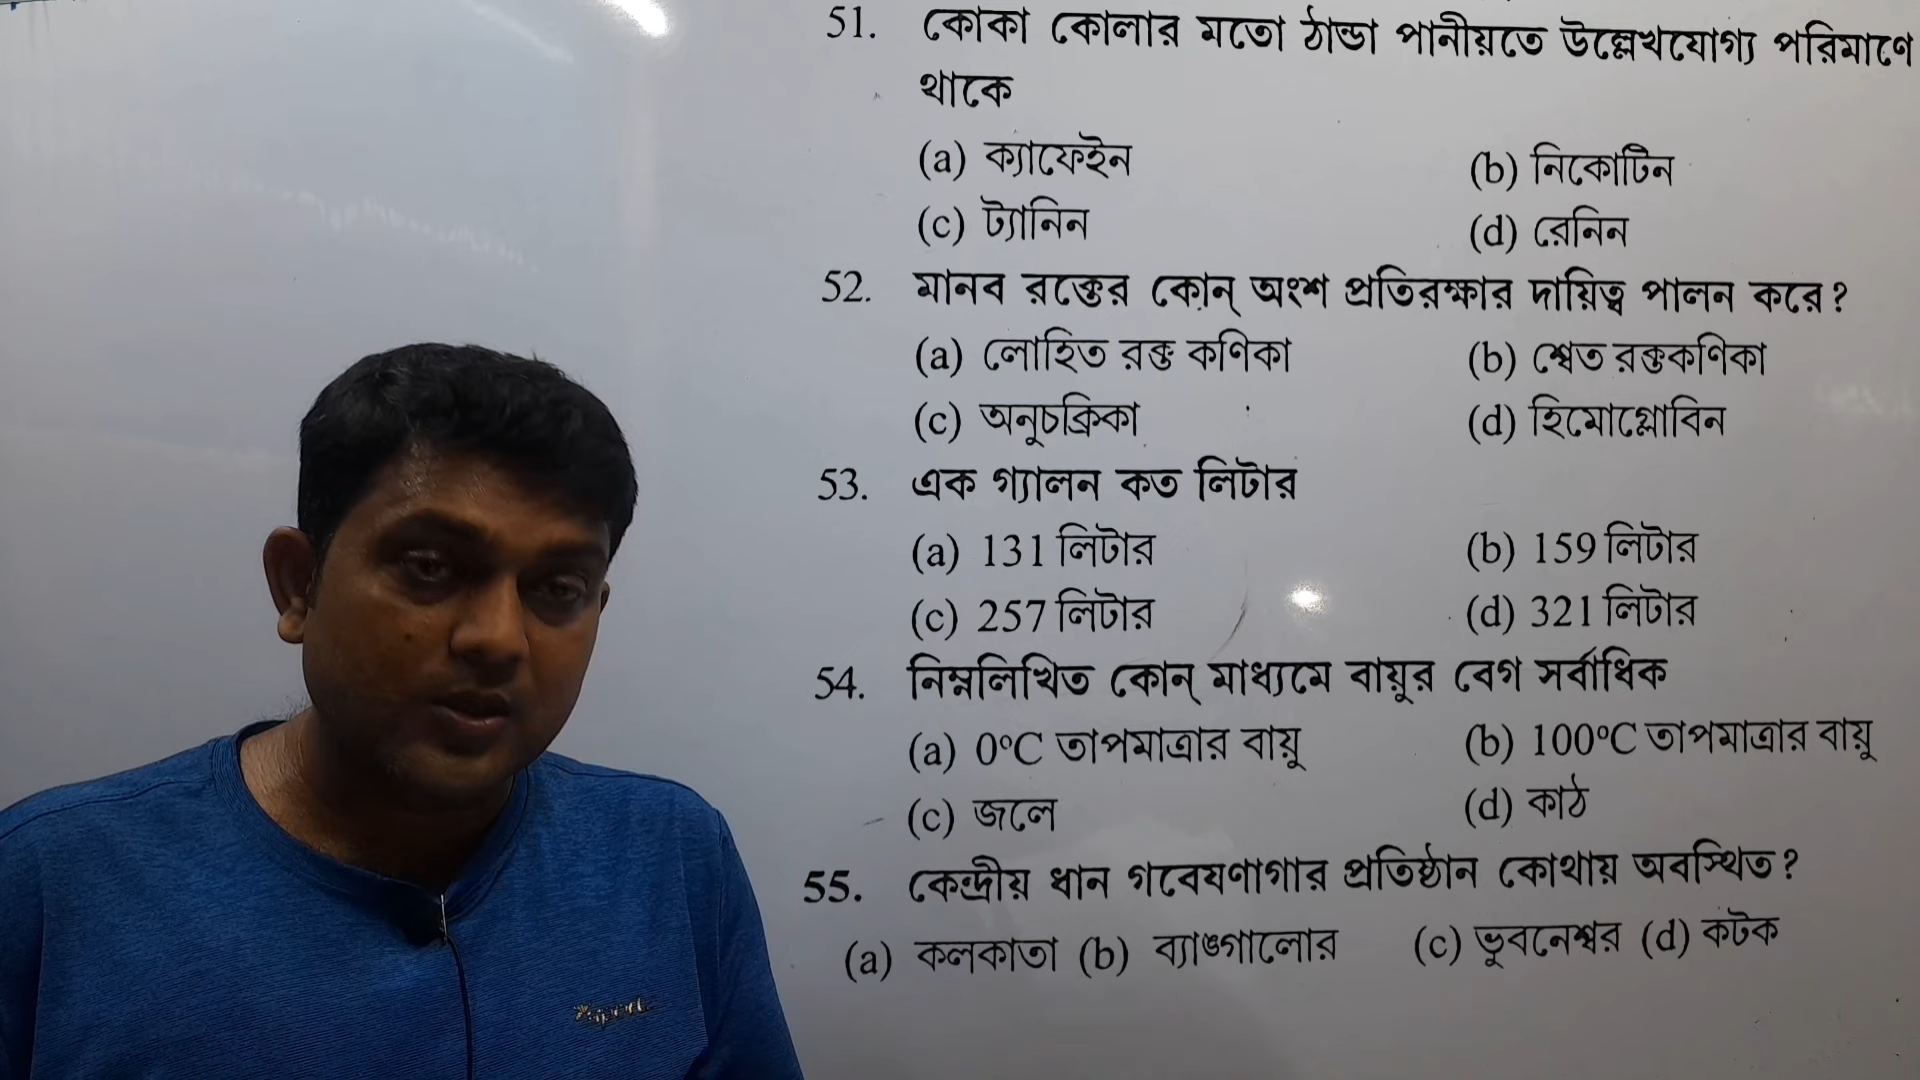 51. কোকা কোলার মতো ঠান্ডা পানীয়তে উল্লেখযোগ্য পরিমাণে
থাকে
(a) ক্যাফেইন (b) নিকোটিন
(c) ট্যানিন (d) রেনিন
52. মানব রক্তের কোন্ অংশ প্রতিরক্ষার দায়িত্ব পালন করে?
(a) লোহিত রক্ত কণিকা (b) শ্বেত রক্তকণিকা
(c) অনুচক্রিকা (d) হিমোগ্লোবিন
53. এক গ্যালন কত লিটার
(a) 131 লিটার (b) 159 লিটার
(c) 257 লিটার (d) 321 লিটার
54. নিম্নলিখিত কোন্ মাধ্যমে বায়ুর বেগ সর্বাধিক
(a) 0°C তাপমাত্রার বায়ু (b) 100°C তাপমাত্রার বায়ু
(c) জলে (d) কাঠ
55. কেন্দ্রীয় ধান গবেষণাগার প্রতিষ্ঠান কোথায় অবস্থিত?
(a) কলকাতা (b) ব্যাঙগালোর (c) ভুবনেশ্বর (d) কটক